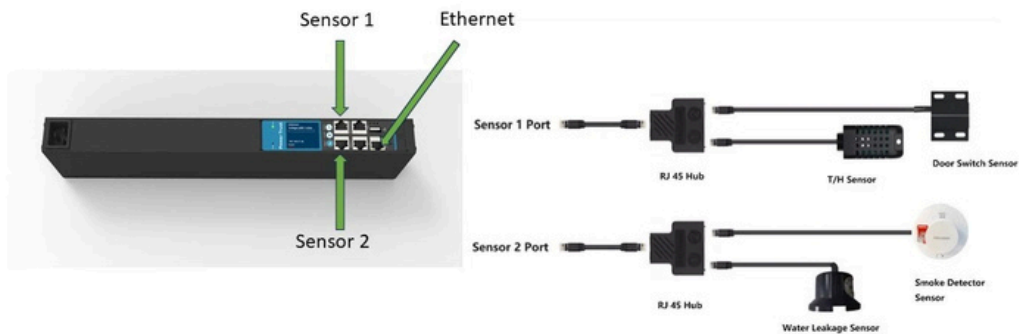 Sensor 1
Ethernet
Sensor 2
Sensor 1 Port
RJ 45 Hub
T/H Sensor
Door Switch Sensor
Sensor 2 Port
RJ 45 Hub
Water Leakage Sensor
Smoke Detector
Sensor